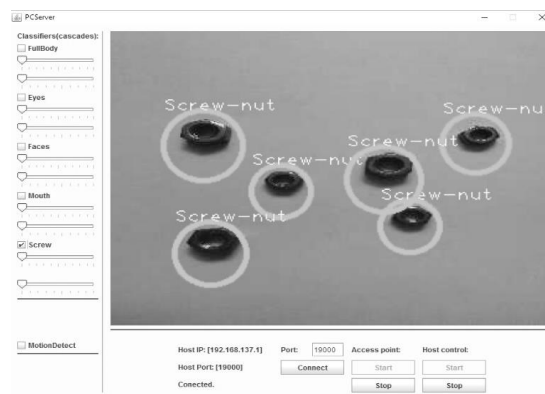 PCServer
Classifiers(cascades):
FullBody
Eyes
Faces
Mouth
Screw
MotionDetect
Screw-nut
Screw-nu
Screw-nut
Screw-nut
Screw-nut
Screw-nut
Host IP: [192.168.137.1]
Port: 19000
Access point:
Host control:
Host Port: [19000]
Connect
Start
Start
Conected.
Stop
Stop